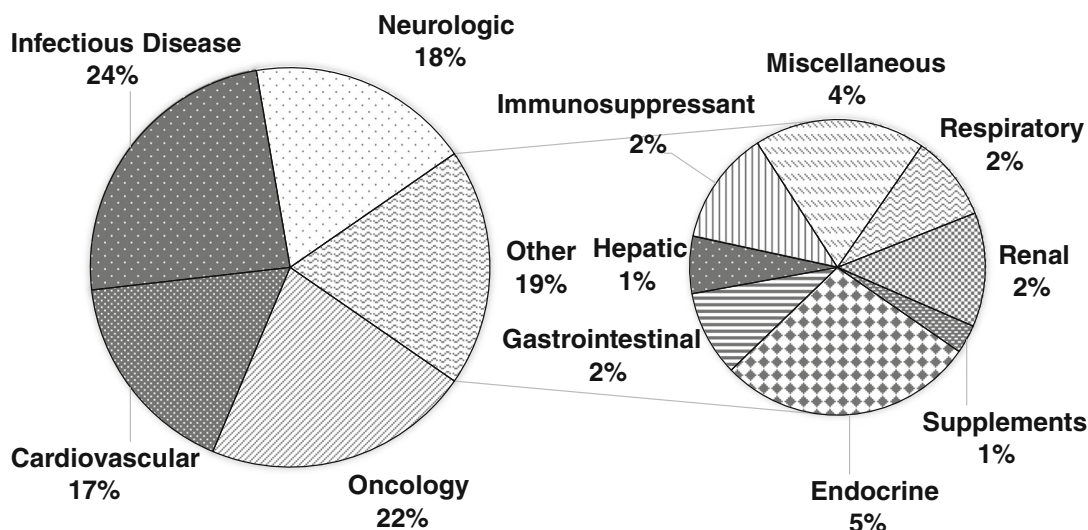 Infectious Disease
24%
Neurologic
18%
Other
19%
Oncology
22%
Cardiovascular
17%
Immunosuppressant
2%
Miscellaneous
4%
Respiratory
2%
Renal
2%
Supplements
1%
Endocrine
5%
Gastrointestinal
2%
Hepatic
1%